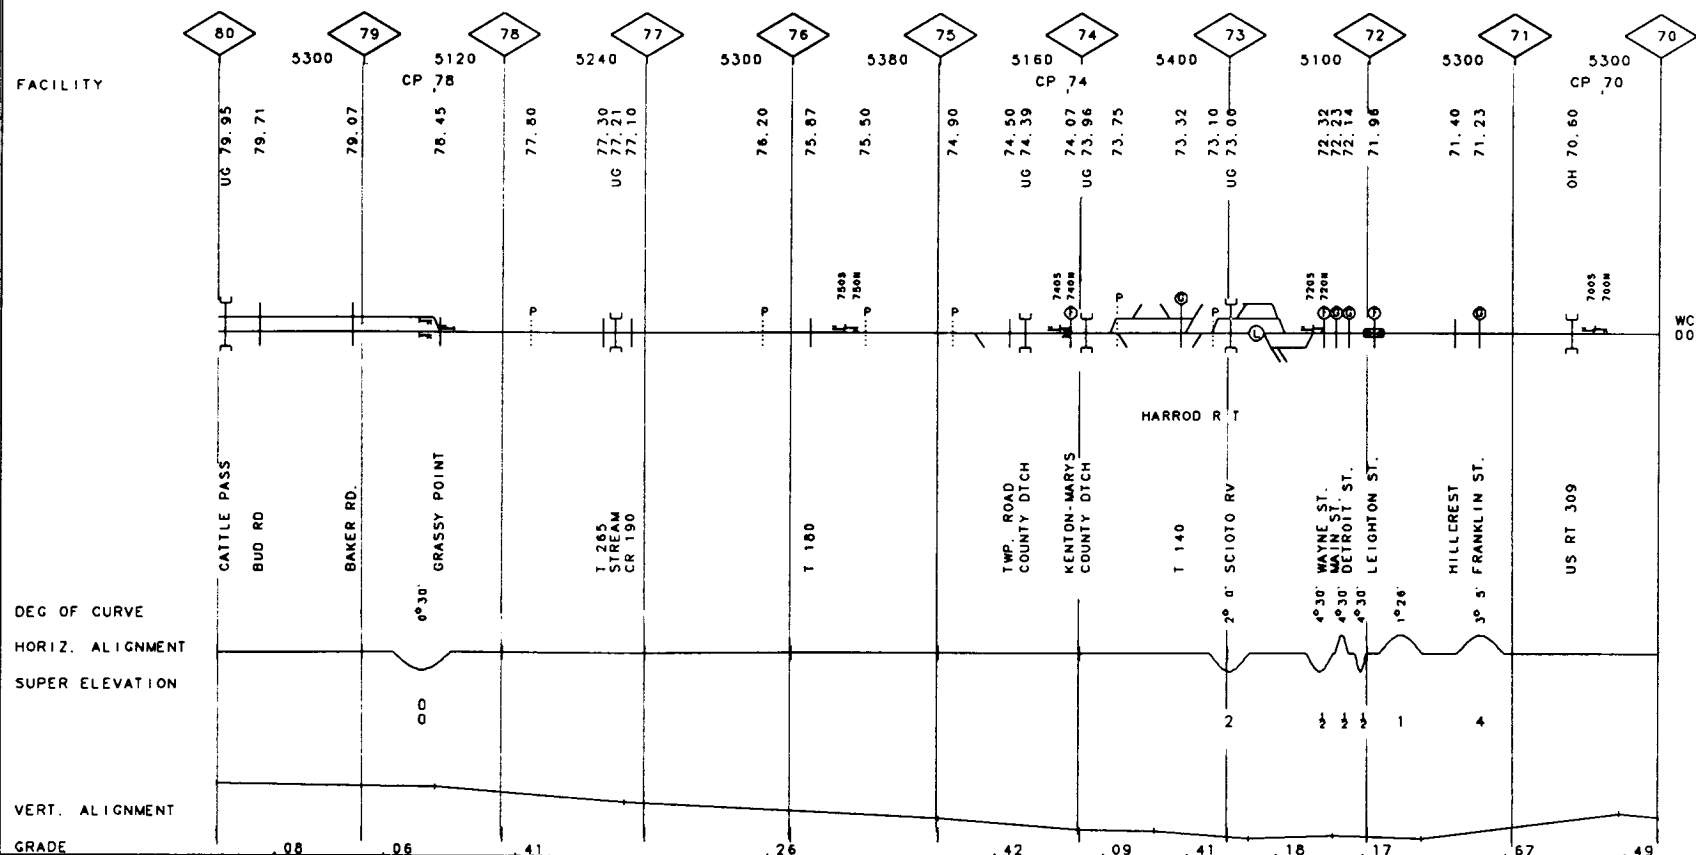 80 79 78 77 76 75 74 73 72 71 70
5300 5120 5240 5300 5380 5160 5400 5100 5300 5300
FACILITY
CP 78 CP 74 CP 70
UG 79.95
79.71
79.07
78.45
77.80
77.30
UG 77.21
77.10
76.20
75.87
75.50
74.90
74.50
UG 74.39
74.07
UG 73.96
73.75
73.32
73.10
UG 73.06
72.32
72.23
72.14
71.96
71.40
71.23
OH 70.60
750S
750N
740S
740N
720S
720N
700S
700N
P P P P P P
G L G G G
WC
00
HARROD R T
CATTLE PASS
BUD RD
BAKER RD.
GRASSY POINT
T 265
STREAM
CR 190
T 180
TWP. ROAD
COUNTY DTCH
KENTON-MARYS
COUNTY DTCH
T 140
SCIOTO RV
WAYNE ST.
MAIN ST.
DETROIT ST.
LEIGHTON ST.
HILLCREST
FRANKLIN ST.
US RT 309
DEG OF CURVE
0°30' 2° 0' 4°30' 4°30' 4°30' 1°26' 3° 5'
HORIZ. ALIGNMENT
SUPER ELEVATION
0
0
2 ½ ½ ½ 1 4
VERT. ALIGNMENT
GRADE
.08 .06 .41 .26 .42 .09 .41 .18 .17 .67 .49